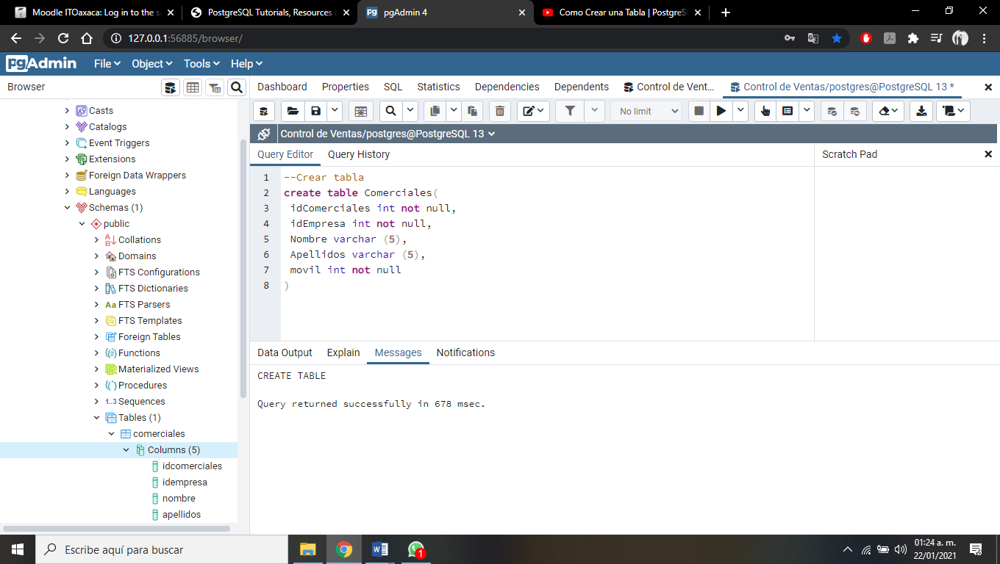 Moodle ITOaxaca: Log in to the s
PostgreSQL Tutorials, Resources a
pgAdmin 4
Como Crear una Tabla | PostgreS
127.0.0.1:56885/browser/
pgAdmin
File
Object
Tools
Help
Browser
Dashboard
Properties
SQL
Statistics
Dependencies
Dependents
Control de Vent...
Control de Ventas/postgres@PostgreSQL 13 *
No limit
Control de Ventas/postgres@PostgreSQL 13
Query Editor
Query History
Scratch Pad
Casts
Catalogs
Event Triggers
Extensions
Foreign Data Wrappers
Languages
Schemas (1)
public
Collations
Domains
FTS Configurations
FTS Dictionaries
Aa FTS Parsers
FTS Templates
Foreign Tables
Functions
Materialized Views
Procedures
1..3 Sequences
Tables (1)
comerciales
Columns (5)
idcomerciales
idempresa
nombre
apellidos
1 --Crear tabla
2 create table Comerciales(
3 idComerciales int not null,
4 idEmpresa int not null,
5 Nombre varchar (5),
6 Apellidos varchar (5),
7 movil int not null
8 )
Data Output
Explain
Messages
Notifications
CREATE TABLE
Query returned successfully in 678 msec.
Escribe aquí para buscar
1
01:24 a. m.
22/01/2021